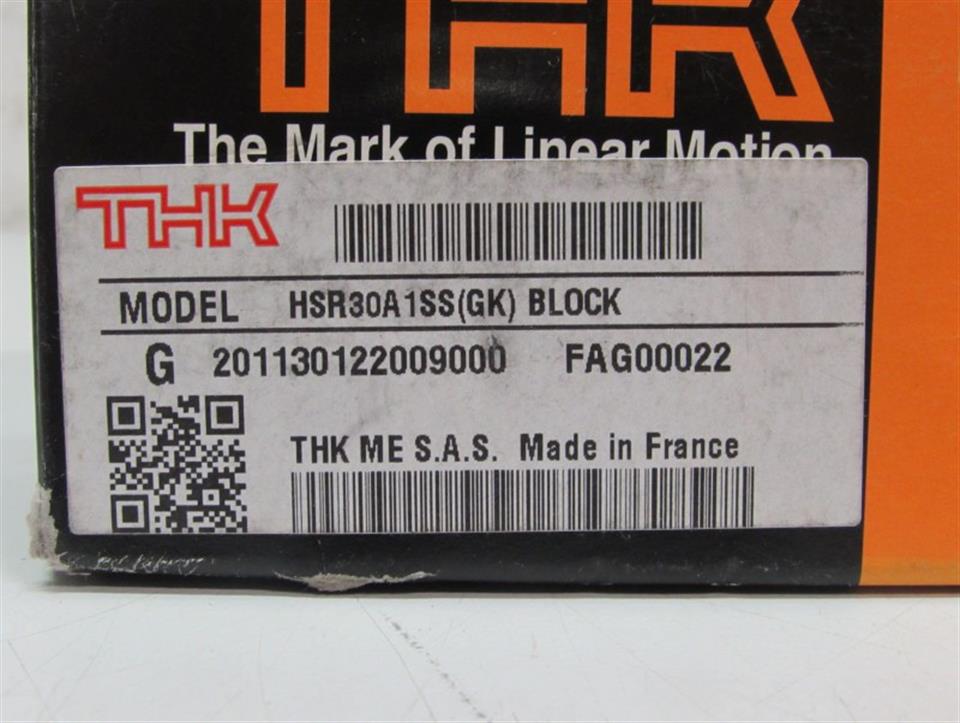 THK
The Mark of Linear Motion
THK
MODEL HSR30A1SS(GK) BLOCK
G 201130122009000 FAG00022
THK ME S.A.S. Made in France